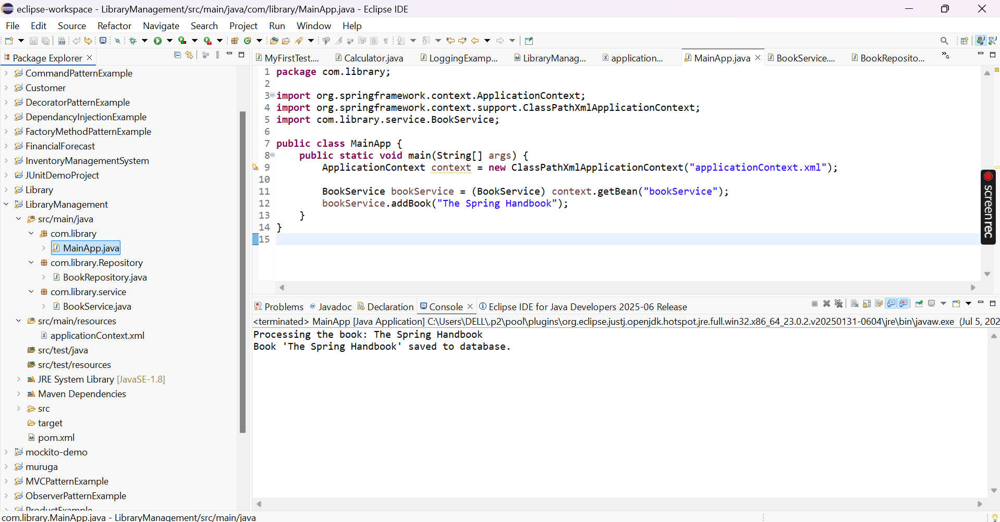 eclipse-workspace - LibraryManagement/src/main/java/com/library/MainApp.java - Eclipse IDE
File Edit Source Refactor Navigate Search Project Run Window Help
Package Explorer
CommandPatternExample
Customer
DecoratorPatternExample
DependancyInjectionExample
FactoryMethodPatternExample
FinancialForecast
InventoryManagementSystem
JUnitDemoProject
Library
LibraryManagement
src/main/java
com.library
MainApp.java
com.library.Repository
BookRepository.java
com.library.service
BookService.java
src/main/resources
applicationContext.xml
src/test/java
src/test/resources
JRE System Library [JavaSE-1.8]
Maven Dependencies
src
target
pom.xml
mockito-demo
muruga
MVCPatternExample
ObserverPatternExample
ProductExample
MyFirstTest.... Calculator.java LoggingExamp... LibraryManag... application... MainApp.java BookService.... BookReposito...
1 package com.library;
2
3 import org.springframework.context.ApplicationContext;
4 import org.springframework.context.support.ClassPathXmlApplicationContext;
5 import com.library.service.BookService;
6
7 public class MainApp {
8 public static void main(String[] args) {
9 ApplicationContext context = new ClassPathXmlApplicationContext("applicationContext.xml");
10
11 BookService bookService = (BookService) context.getBean("bookService");
12 bookService.addBook("The Spring Handbook");
13 }
14 }
15
screenrec
Problems Javadoc Declaration Console Eclipse IDE for Java Developers 2025-06 Release
<terminated> MainApp [Java Application] C:\Users\DELL\.p2\pool\plugins\org.eclipse.justj.openjdk.hotspot.jre.full.win32.x86_64_23.0.2.v20250131-0604\jre\bin\javaw.exe (Jul 5, 202
Processing the book: The Spring Handbook
Book 'The Spring Handbook' saved to database.
com.library.MainApp.java - LibraryManagement/src/main/java